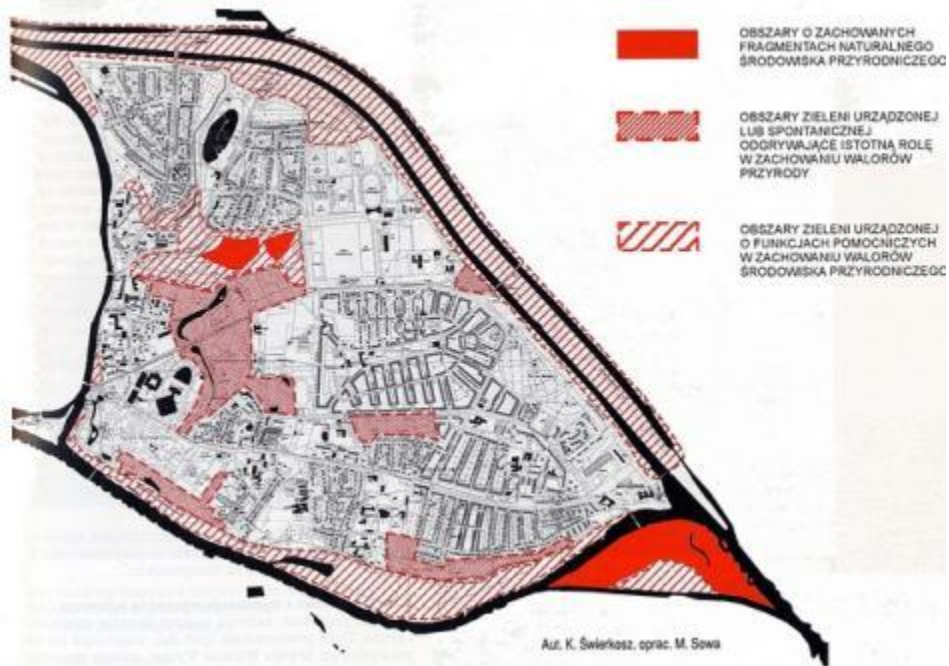 OBSZARY O ZACHOWANYCH
FRAGMENTACH NATURALNEGO
ŚRODOWISKA PRZYRODNICZEGO
OBSZARY ZIELENI URZĄDZONEJ
LUB SPONTANICZNEJ
ODGRYWAJĄCE ISTOTNĄ ROLĘ
W ZACHOWANIU WALORÓW
PRZYRODY
OBSZARY ZIELENI URZĄDZONEJ
O FUNKCJACH POMOCNICZYCH
W ZACHOWANIU WALORÓW
ŚRODOWISKA PRZYRODNICZEGO
Aut. K. Świerkosz. oprac. M. Sowa